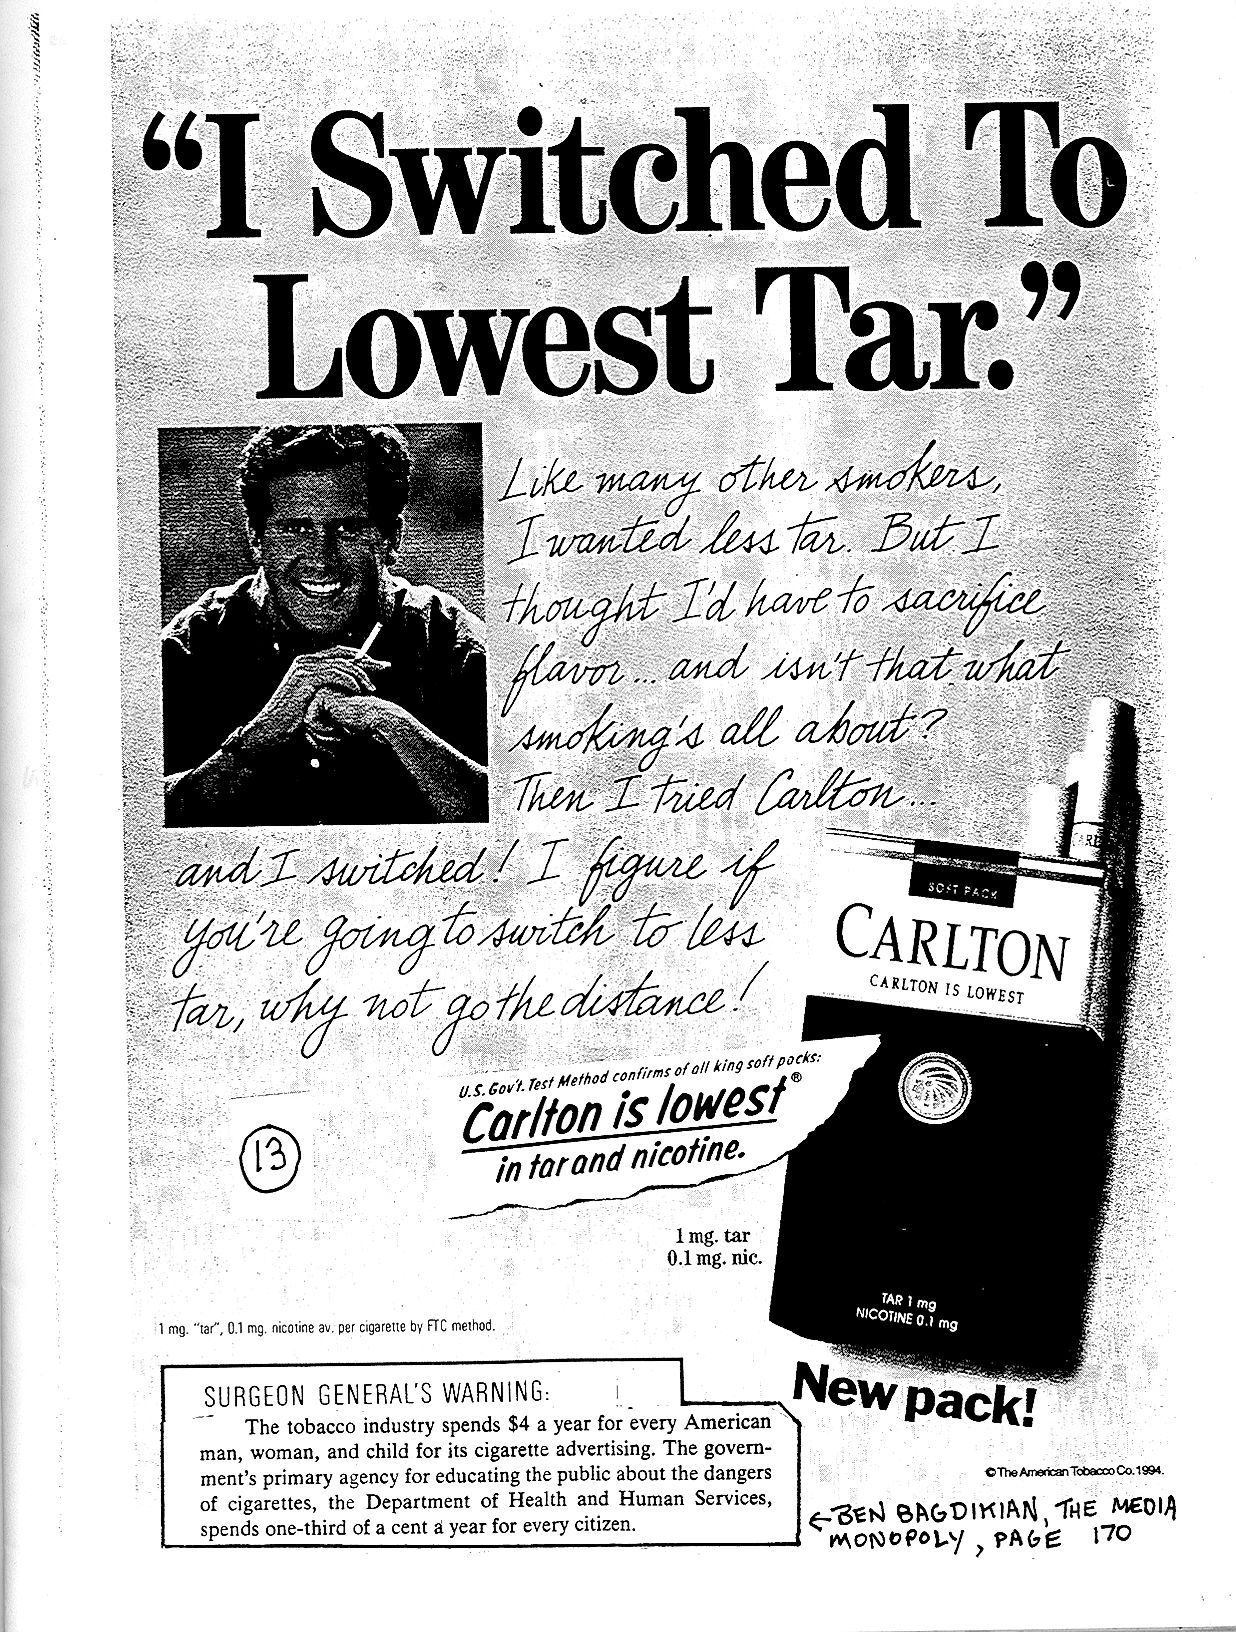 “I Switched To
Lowest Tar.”
Like many other smokers,
I wanted less tar. But I
thought I'd have to sacrifice
flavor... and isn't that what
smoking's all about?
Then I tried Carlton...
and I switched! I figure if
you're going to switch to less
tar, why not go the distance!
SOFT PACK
CARLTON
CARLTON IS LOWEST
U.S. Gov't. Test Method confirms of all king soft packs:
Carlton is lowest®
in tar and nicotine.
13
1 mg. tar
0.1 mg. nic.
TAR 1 mg
NICOTINE 0.1 mg
1 mg. "tar", 0.1 mg. nicotine av. per cigarette by FTC method.
New pack!
SURGEON GENERAL'S WARNING:
The tobacco industry spends $4 a year for every American
man, woman, and child for its cigarette advertising. The govern-
ment's primary agency for educating the public about the dangers
of cigarettes, the Department of Health and Human Services,
spends one-third of a cent a year for every citizen.
© The American Tobacco Co. 1994.
←BEN BAGDIKIAN, THE MEDIA
MONOPOLY, PAGE 170